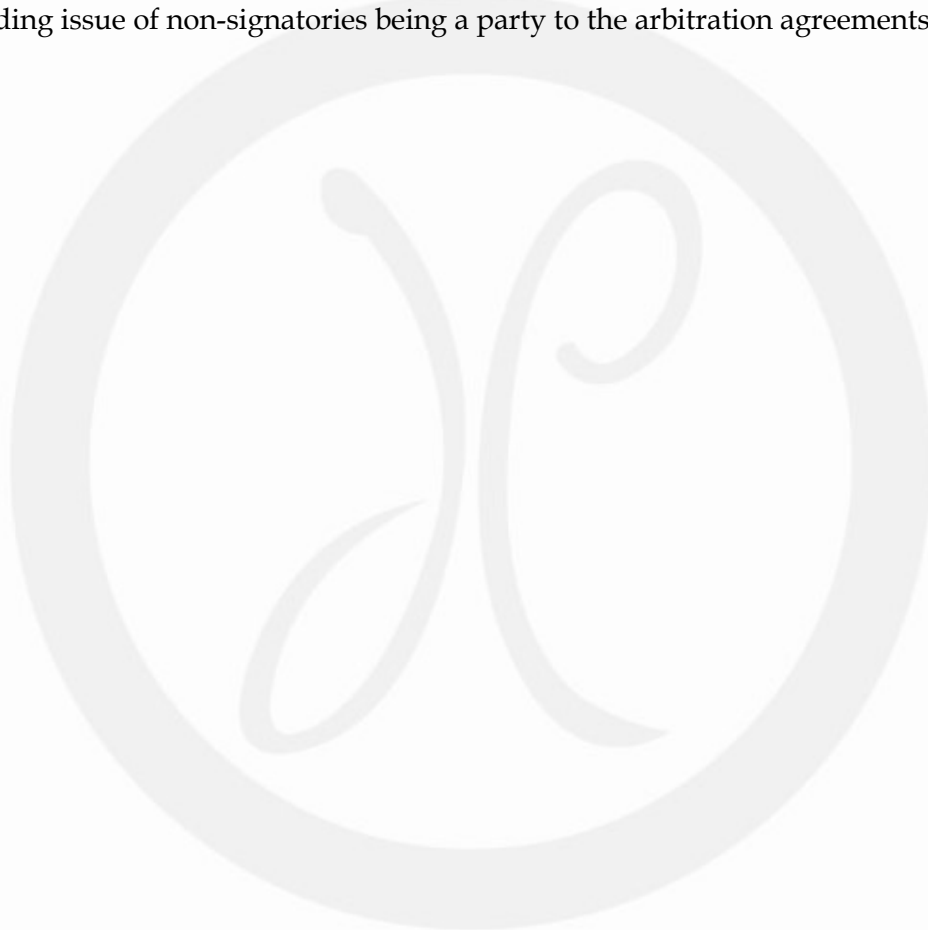 ding issue of non-signatories being a party to the arbitration agreements